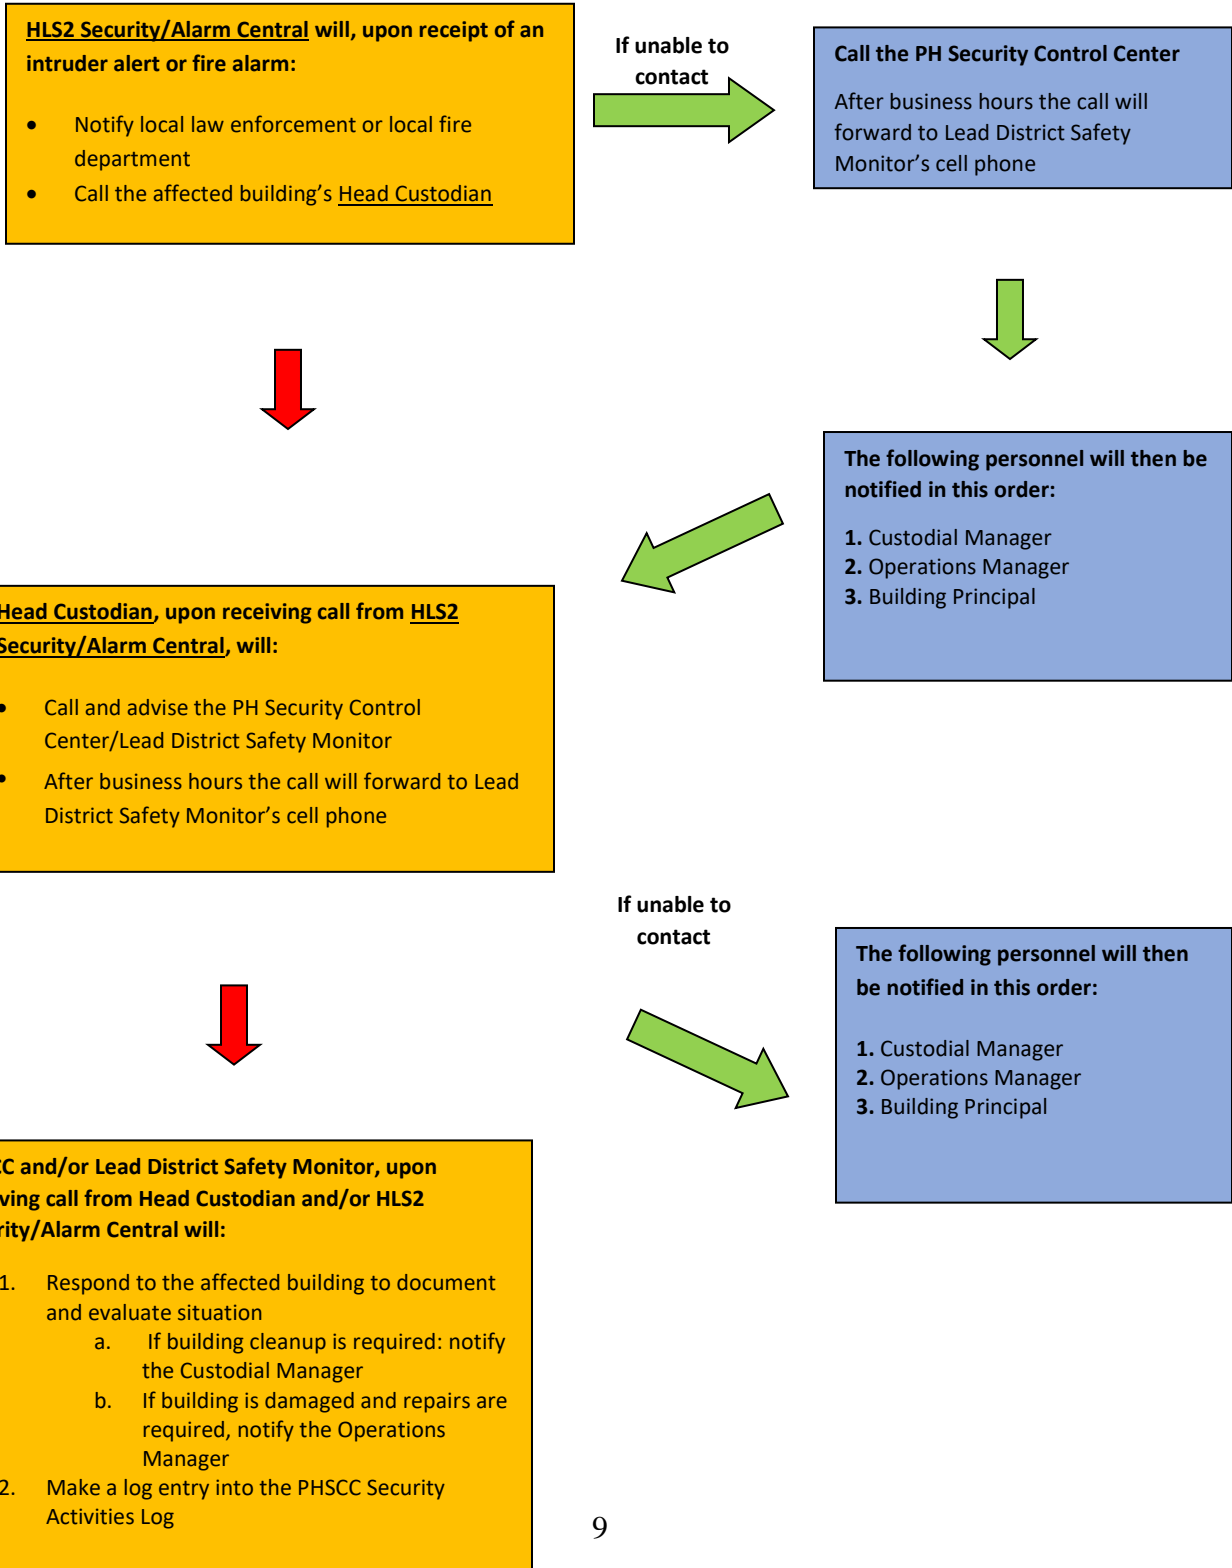 HLS2 Security/Alarm Central will, upon receipt of an
intruder alert or fire alarm:
• Notify local law enforcement or local fire
department
• Call the affected building's Head Custodian
If unable to
contact
Call the PH Security Control Center
After business hours the call will
forward to Lead District Safety
Monitor's cell phone
The following personnel will then be
notified in this order:
1. Custodial Manager
2. Operations Manager
3. Building Principal
Head Custodian, upon receiving call from HLS2
Security/Alarm Central, will:
• Call and advise the PH Security Control
Center/Lead District Safety Monitor
• After business hours the call will forward to Lead
District Safety Monitor's cell phone
If unable to
contact
The following personnel will then
be notified in this order:
1. Custodial Manager
2. Operations Manager
3. Building Principal
CC and/or Lead District Safety Monitor, upon
ving call from Head Custodian and/or HLS2
rity/Alarm Central will:
1. Respond to the affected building to document
and evaluate situation
a. If building cleanup is required: notify
the Custodial Manager
b. If building is damaged and repairs are
required, notify the Operations
Manager
2. Make a log entry into the PHSCC Security
Activities Log
9